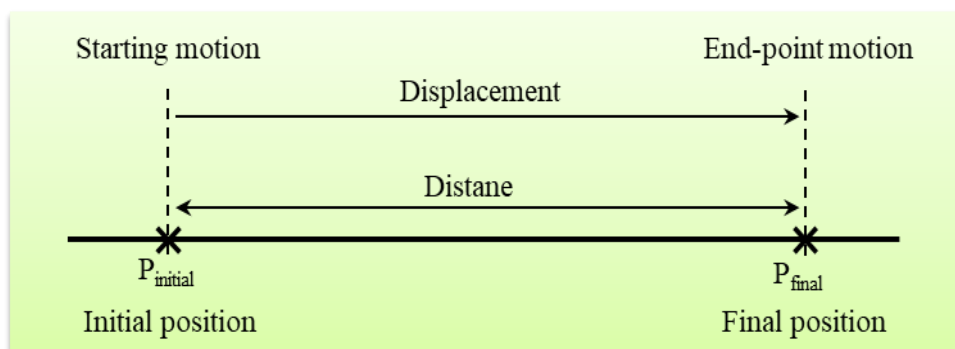 Starting motion
End-point motion
Displacement
Distane
P_initial
P_final
Initial position
Final position